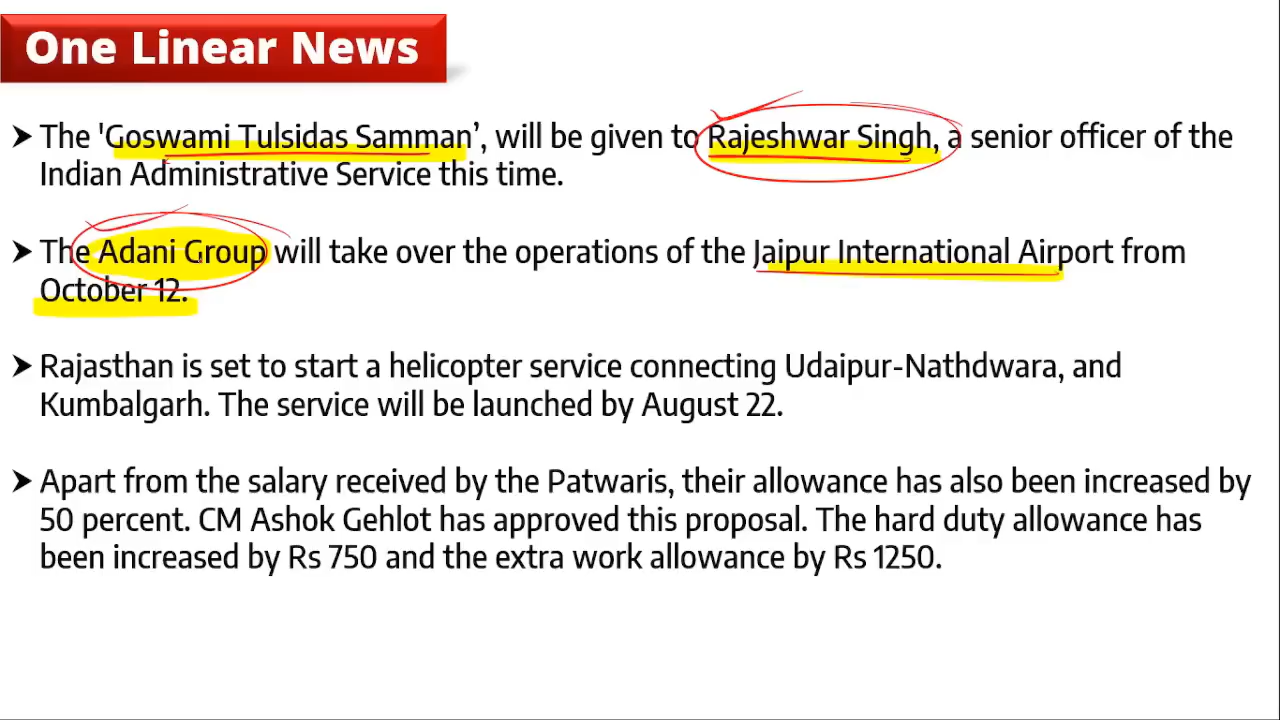 One Linear News
➤ The 'Goswami Tulsidas Samman’, will be given to Rajeshwar Singh, a senior officer of the
Indian Administrative Service this time.
➤ The Adani Group will take over the operations of the Jaipur International Airport from
October 12.
➤ Rajasthan is set to start a helicopter service connecting Udaipur-Nathdwara, and
Kumbalgarh. The service will be launched by August 22.
➤ Apart from the salary received by the Patwaris, their allowance has also been increased by
50 percent. CM Ashok Gehlot has approved this proposal. The hard duty allowance has
been increased by Rs 750 and the extra work allowance by Rs 1250.